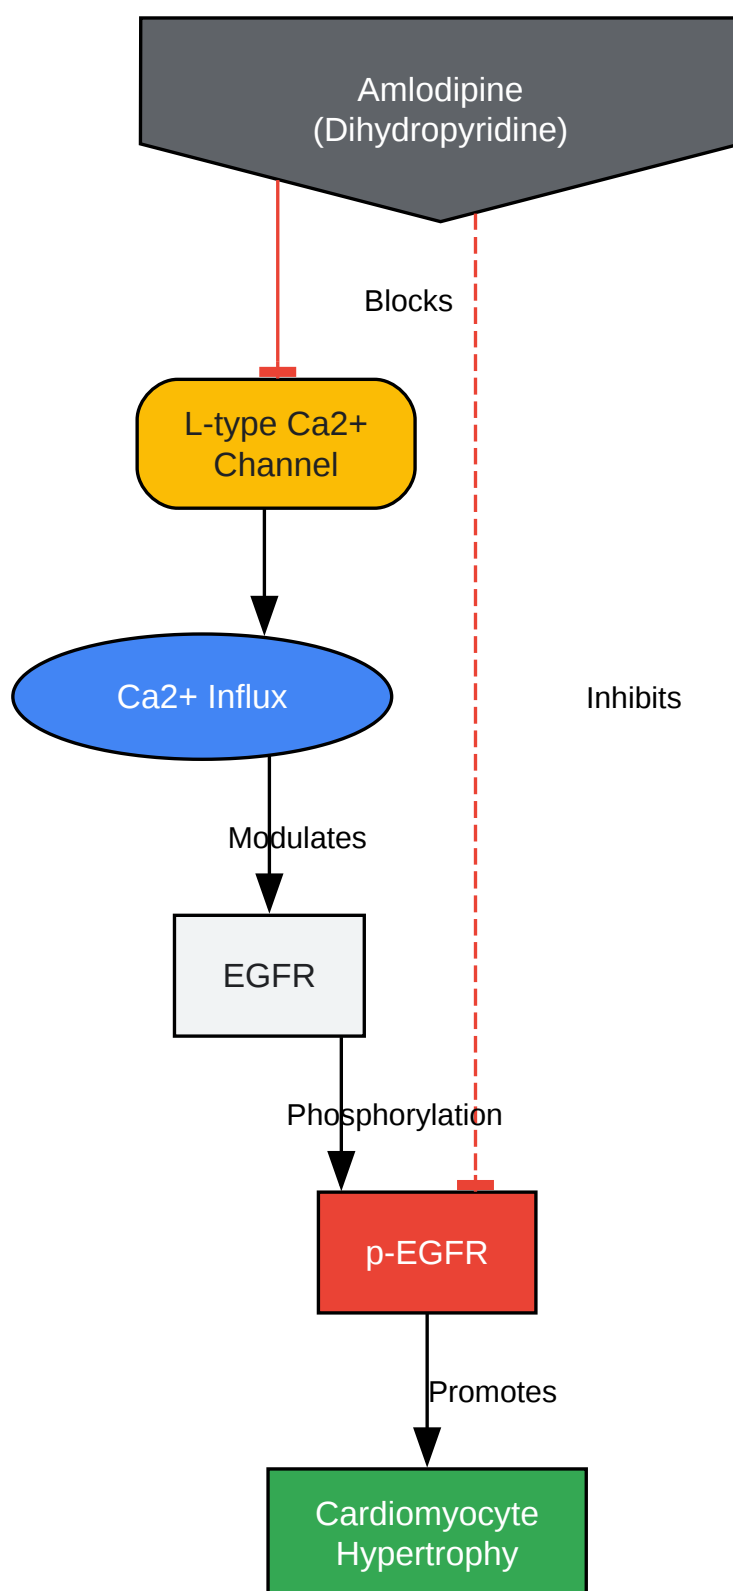 Amlodipine
(Dihydropyridine)
Blocks
L-type Ca2+
Channel
Ca2+ Influx
Inhibits
Modulates
EGFR
Phosphorylation
p-EGFR
Promotes
Cardiomyocyte
Hypertrophy